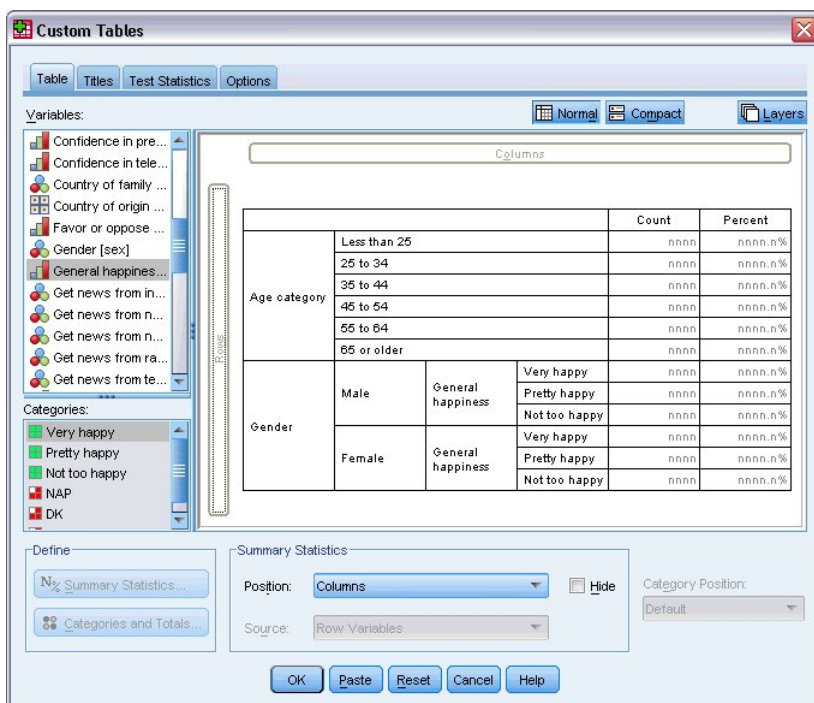 Custom Tables
Table Titles Test Statistics Options
Variables:
Normal Compact Layers
Confidence in pre...
Confidence in tele...
Country of family ...
Country of origin ...
Favor or oppose ...
Gender [sex]
General happines...
Get news from in...
Get news from n...
Get news from n...
Get news from ra...
Get news from te...
Categories:
Very happy
Pretty happy
Not too happy
NAP
DK
Columns
Rows
Count Percent
Age category
Less than 25 nnnn nnnn.n%
25 to 34 nnnn nnnn.n%
35 to 44 nnnn nnnn.n%
45 to 54 nnnn nnnn.n%
55 to 64 nnnn nnnn.n%
65 or older nnnn nnnn.n%
Gender
Male
General
happiness
Very happy nnnn nnnn.n%
Pretty happy nnnn nnnn.n%
Not too happy nnnn nnnn.n%
Female
General
happiness
Very happy nnnn nnnn.n%
Pretty happy nnnn nnnn.n%
Not too happy nnnn nnnn.n%
Define
N% Summary Statistics...
Categories and Totals...
Summary Statistics
Position: Columns Hide
Source: Row Variables
Category Position:
Default
OK Paste Reset Cancel Help